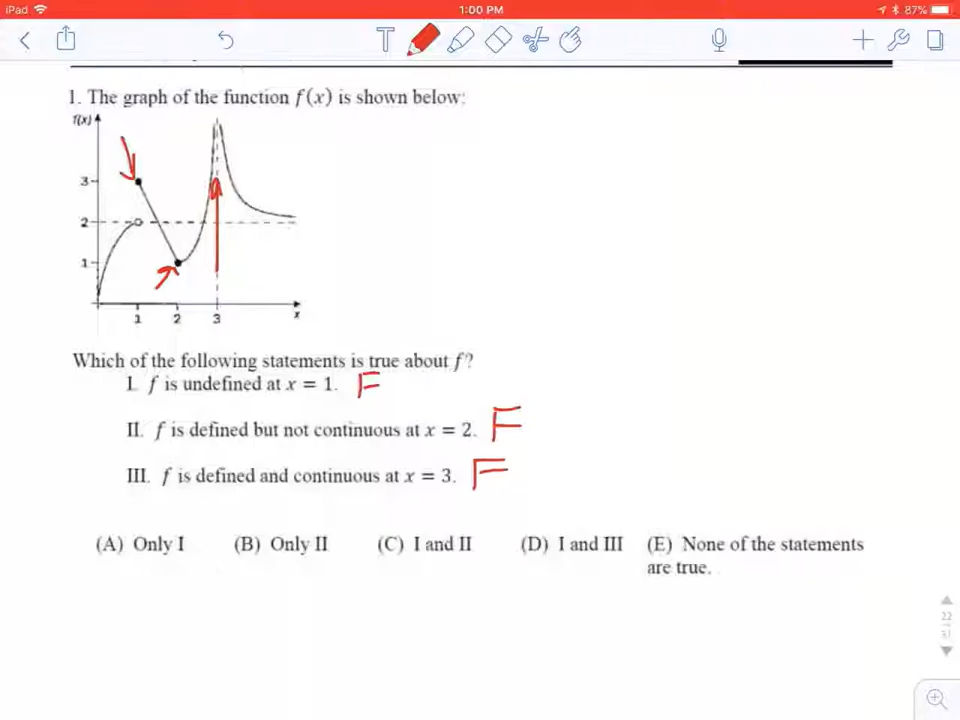 iPad 1:00 PM 87%
T
1. The graph of the function f(x) is shown below:
f(x)
3
2
1
1 2 3
x
Which of the following statements is true about f?
I. f is undefined at x = 1. F
II. f is defined but not continuous at x = 2. F
III. f is defined and continuous at x = 3. F
(A) Only I (B) Only II (C) I and II (D) I and III (E) None of the statements
are true.
22